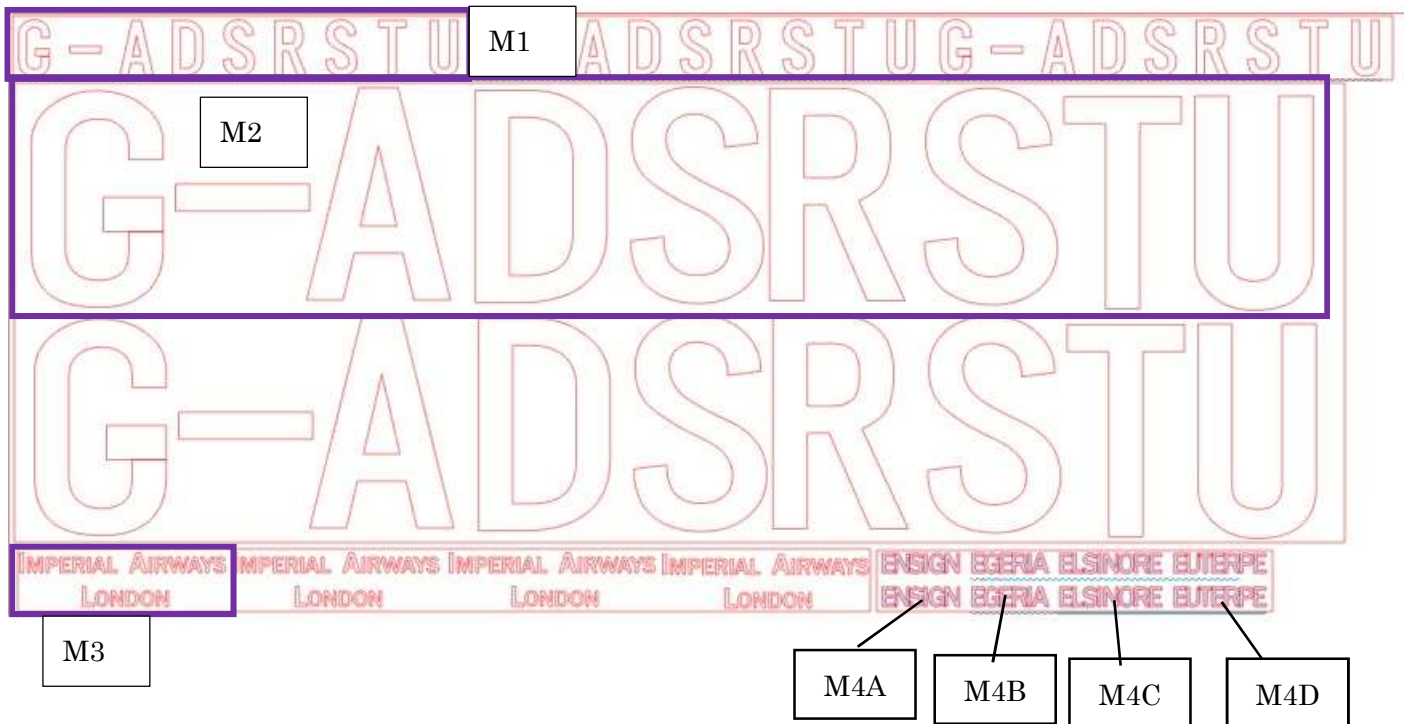 G-ADSRSTU M1 ADSRSTUG-ADSRSTU
M2
G-ADSRSTU
G-ADSRSTU
IMPERIAL AIRWAYS IMPERIAL AIRWAYS IMPERIAL AIRWAYS IMPERIAL AIRWAYS ENSIGN EGERIA ELSINORE EUTERPE
LONDON LONDON LONDON LONDON ENSIGN EGERIA ELSINORE EUTERPE
M3
M4A M4B M4C M4D